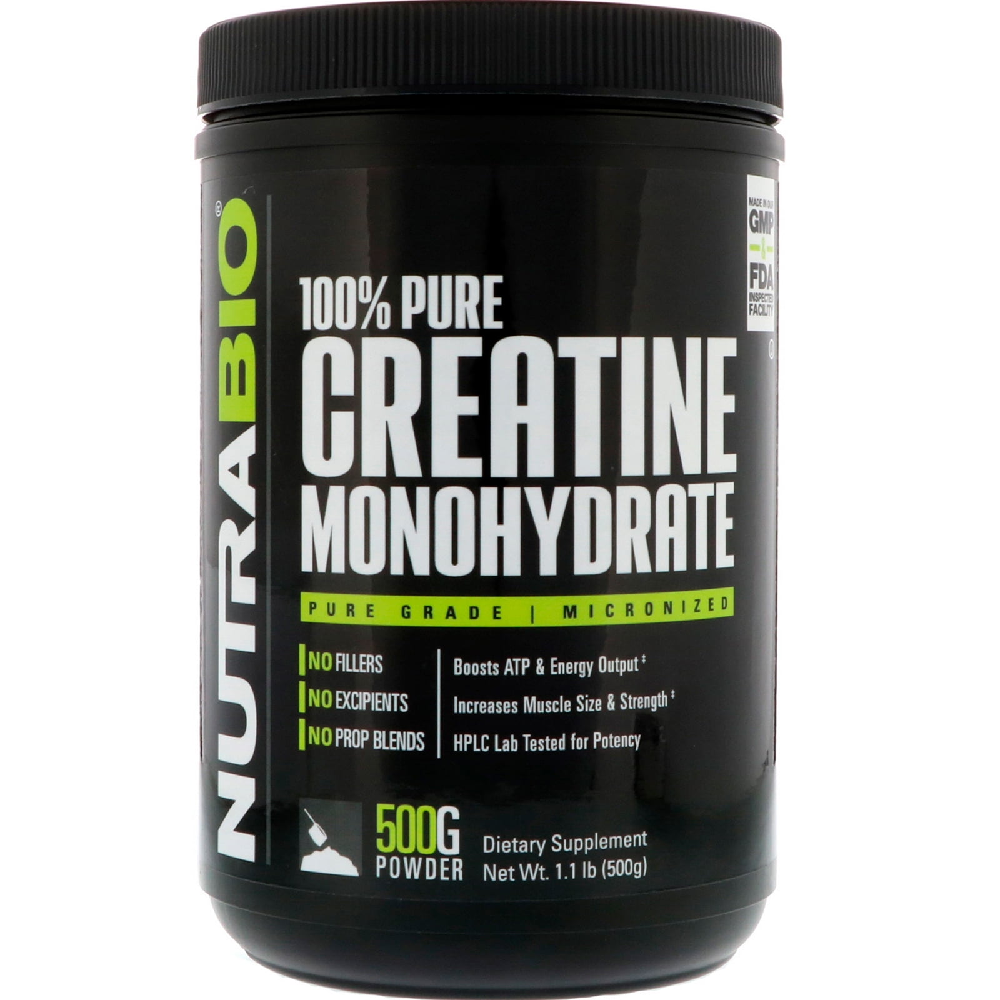 NUTRABIO®
MADE IN OUR
GMP
&
FDA
INSPECTED
FACILITY
100% PURE
CREATINE
MONOHYDRATE
PURE GRADE | MICRONIZED
NO FILLERS
NO EXCIPIENTS
NO PROP BLENDS
Boosts ATP & Energy Output‡
Increases Muscle Size & Strength‡
HPLC Lab Tested for Potency
500G
POWDER
Dietary Supplement
Net Wt. 1.1 lb (500g)